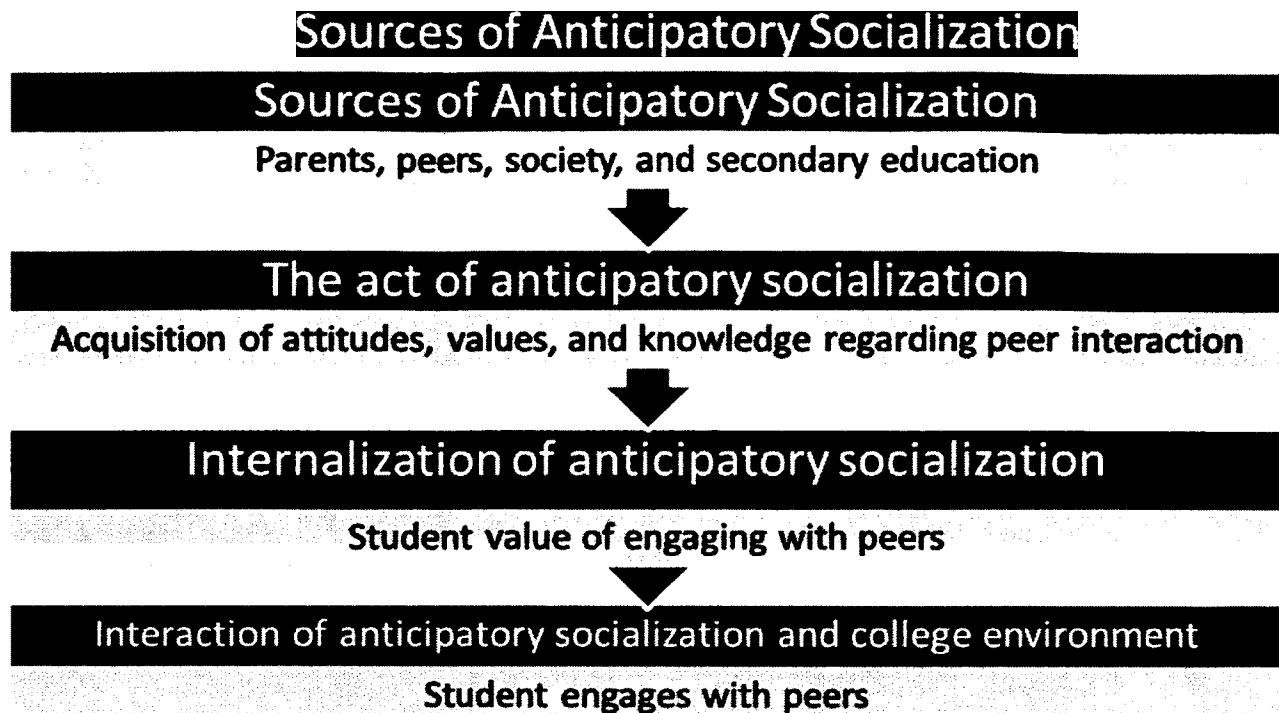 Sources of Anticipatory Socialization
Sources of Anticipatory Socialization
Parents, peers, society, and secondary education
The act of anticipatory socialization
Acquisition of attitudes, values, and knowledge regarding peer interaction
Internalization of anticipatory socialization
Student value of engaging with peers
Interaction of anticipatory socialization and college environment
Student engages with peers